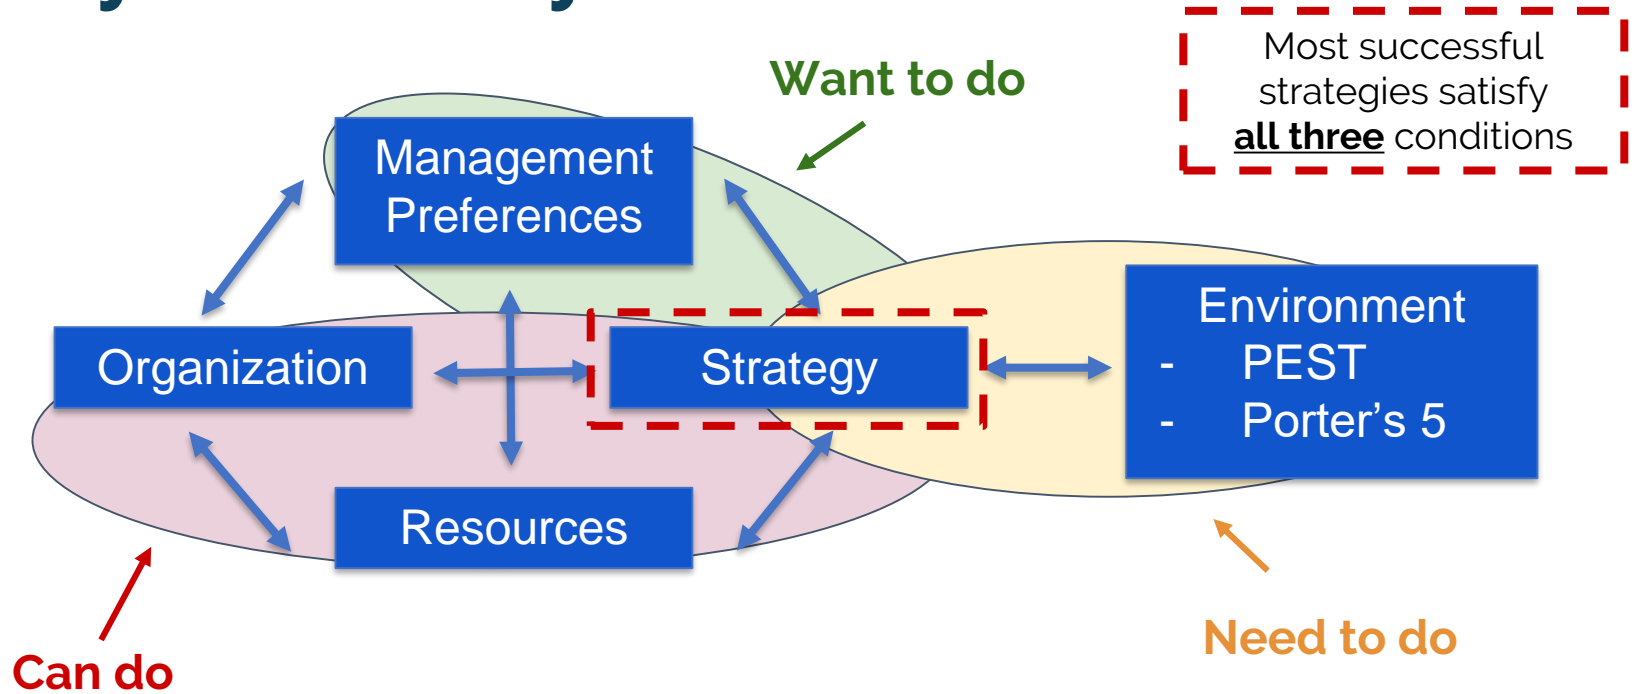 Want to do
Most successful
strategies satisfy
all three conditions
Management
Preferences
Organization
Strategy
Environment
- PEST
- Porter’s 5
Resources
Need to do
Can do